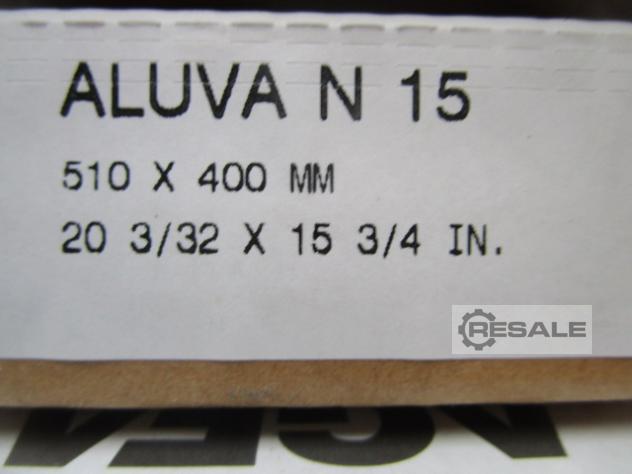 ALUVA N 15
510 X 400 MM
20 3/32 X 15 3/4 IN.
RESALE